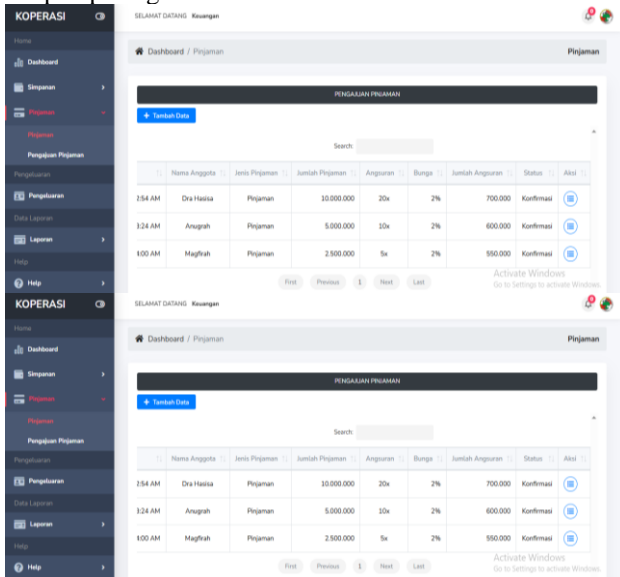 KOPERASI
SELAMAT DATANG Keuangan
Home
Dashboard / Pinjaman
Pinjaman
Dashboard
Simpanan
PENGAJUAN PINJAMAN
Pinjaman
+ Tambah Data
Pinjaman
Search:
Pengajuan Pinjaman
Pengeluaran
Nama Anggota Jenis Pinjaman Jumlah Pinjaman Angsuran Bunga Jumlah Angsuran Status Aksi
Pengeluaran
2:54 AM Dra Hasisa Pinjaman 10.000.000 20x 2% 700.000 Konfirmasi
Data Laporan
3:24 AM Anugrah Pinjaman 5.000.000 10x 2% 600.000 Konfirmasi
Laporan
4:00 AM Magfirah Pinjaman 2.500.000 5x 2% 550.000 Konfirmasi
Help
Help
First Previous 1 Next Last
Activate Windows
Go to Settings to activate Windows.
KOPERASI
SELAMAT DATANG Keuangan
Home
Dashboard / Pinjaman
Pinjaman
Dashboard
Simpanan
PENGAJUAN PINJAMAN
Pinjaman
+ Tambah Data
Pinjaman
Search:
Pengajuan Pinjaman
Pengeluaran
Nama Anggota Jenis Pinjaman Jumlah Pinjaman Angsuran Bunga Jumlah Angsuran Status Aksi
Pengeluaran
2:54 AM Dra Hasisa Pinjaman 10.000.000 20x 2% 700.000 Konfirmasi
Data Laporan
3:24 AM Anugrah Pinjaman 5.000.000 10x 2% 600.000 Konfirmasi
Laporan
4:00 AM Magfirah Pinjaman 2.500.000 5x 2% 550.000 Konfirmasi
Help
Help
First Previous 1 Next Last
Activate Windows
Go to Settings to activate Windows.